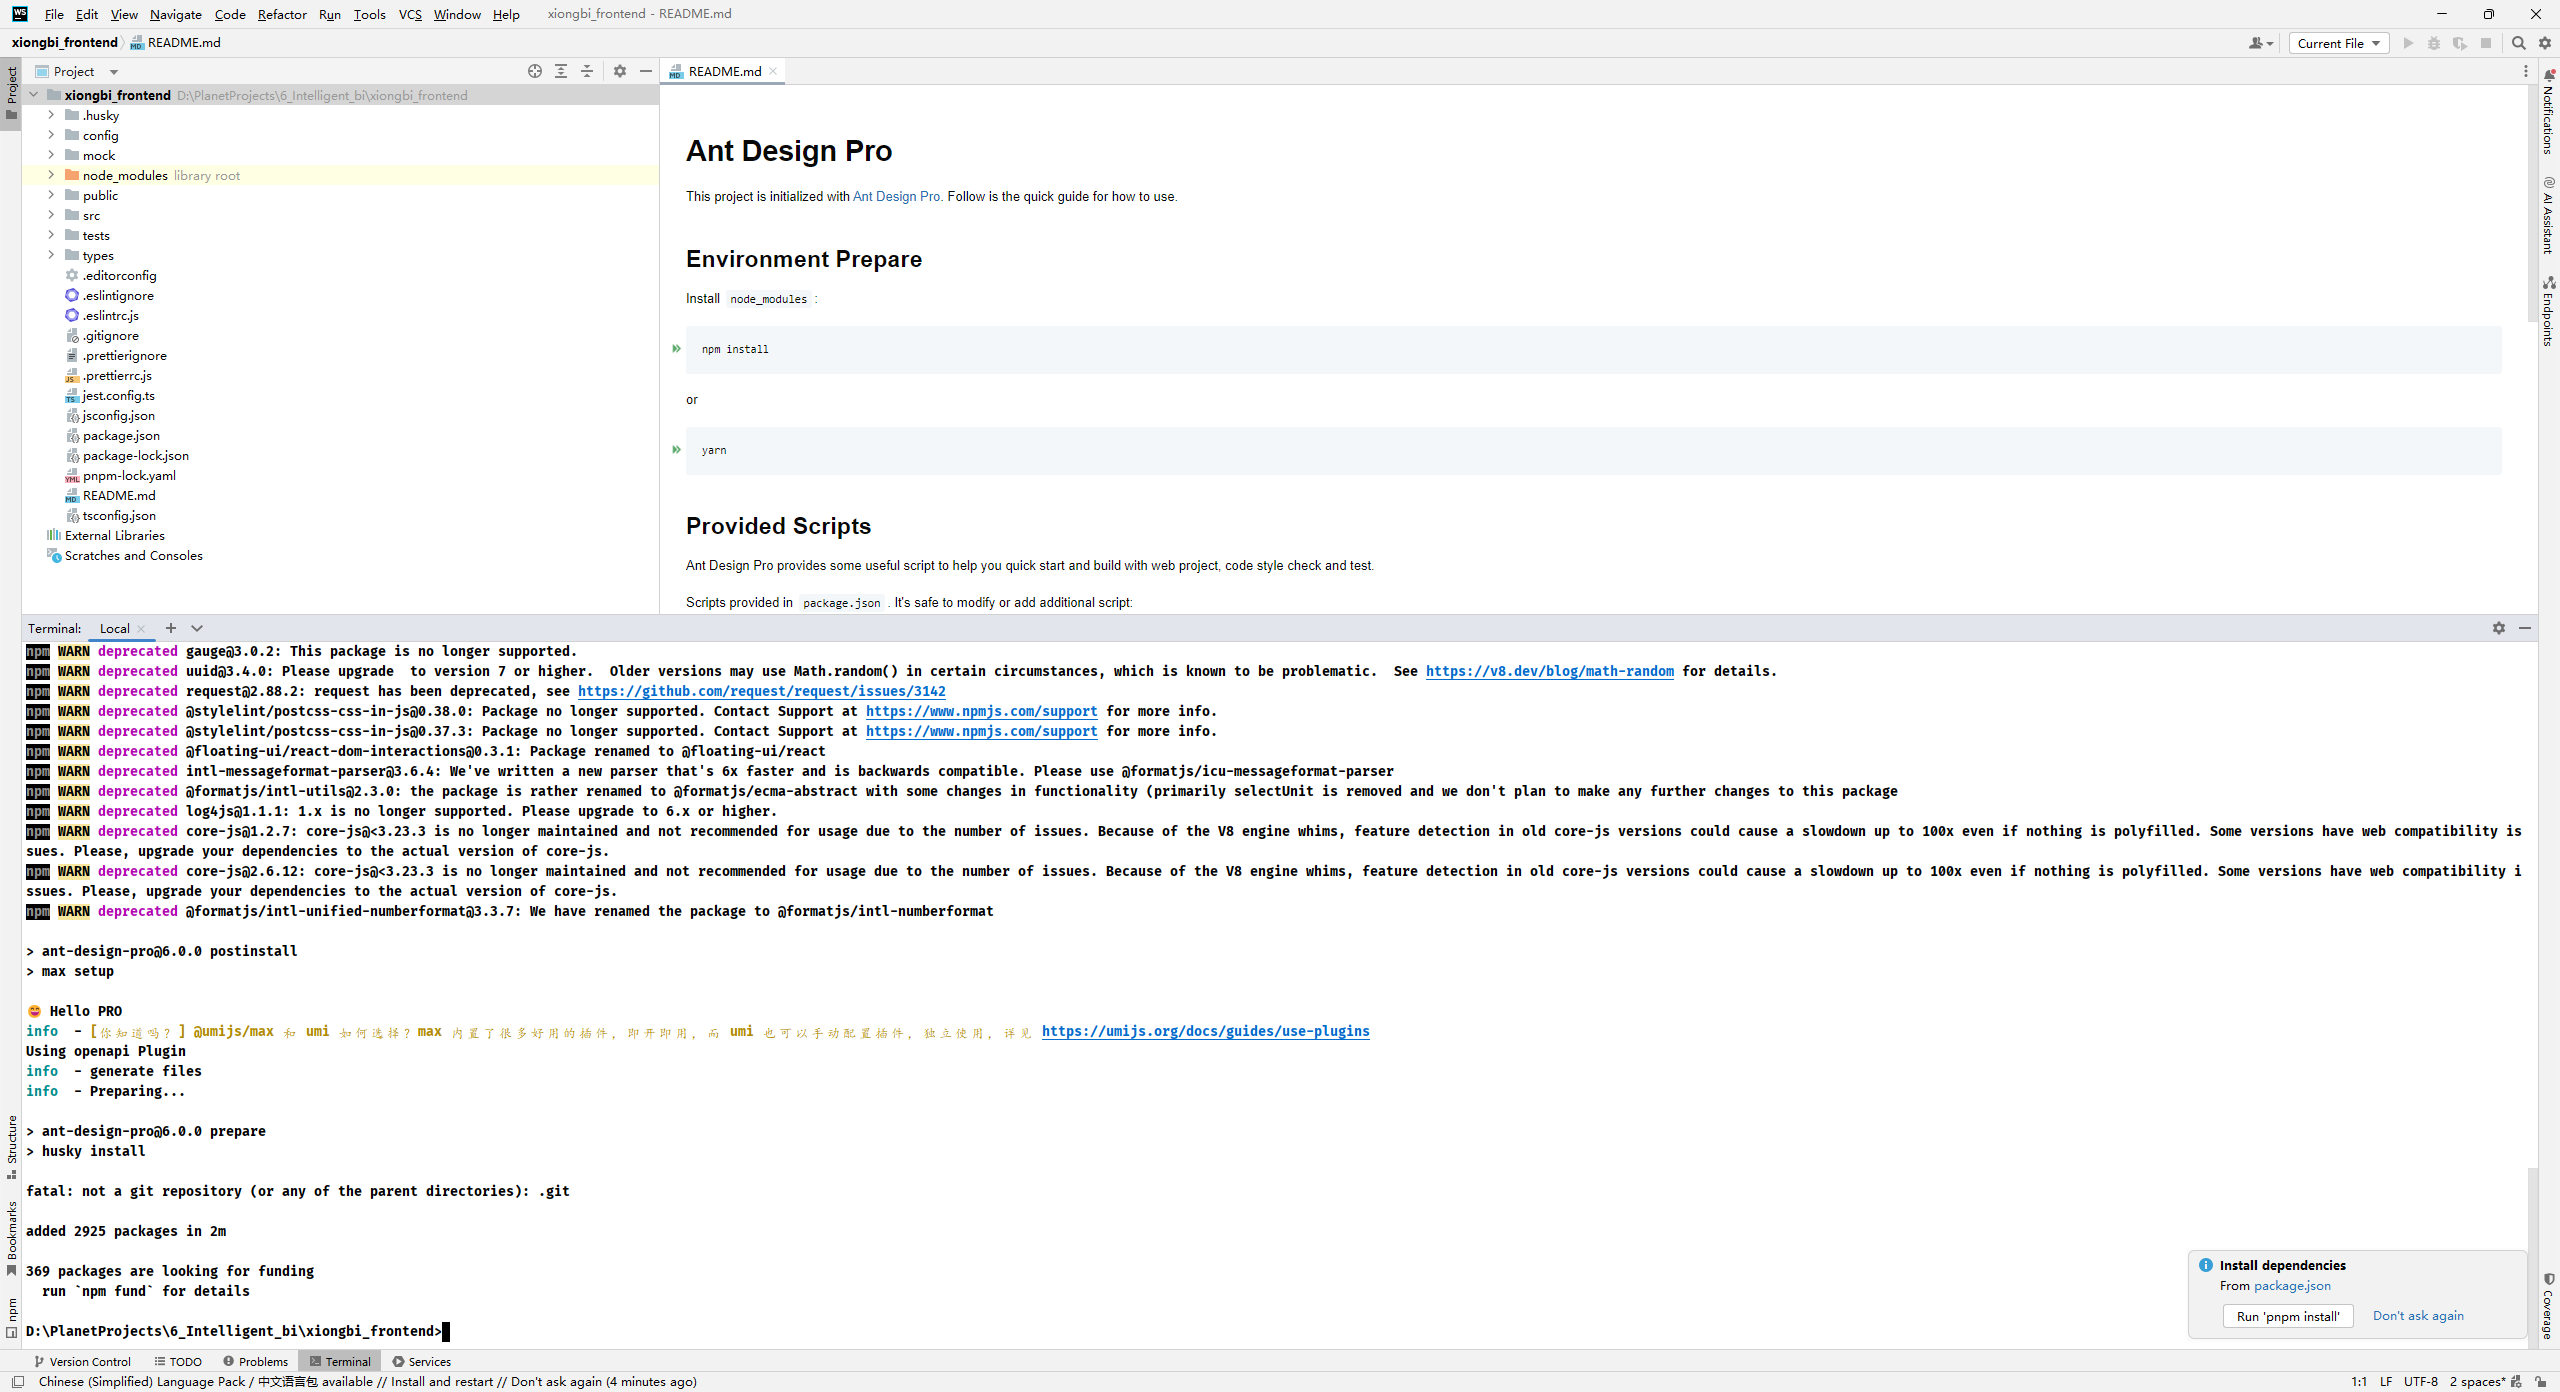 WS File Edit View Navigate Code Refactor Run Tools VCS Window Help xiongbi_frontend - README.md
xiongbi_frontend README.md Current File
Project README.md
xiongbi_frontend D:\PlanetProjects\6_Intelligent_bi\xiongbi_frontend
.husky
config
mock
node_modules library root
public
src
tests
types
.editorconfig
.eslintignore
.eslintrc.js
.gitignore
.prettierignore
.prettierrc.js
jest.config.ts
jsconfig.json
package.json
package-lock.json
pnpm-lock.yaml
README.md
tsconfig.json
External Libraries
Scratches and Consoles
Ant Design Pro
This project is initialized with Ant Design Pro. Follow is the quick guide for how to use.
Environment Prepare
Install node_modules :
npm install
or
yarn
Provided Scripts
Ant Design Pro provides some useful script to help you quick start and build with web project, code style check and test.
Scripts provided in package.json . It's safe to modify or add additional script:
Project
Structure
Bookmarks
npm
Notifications
AI Assistant
Endpoints
Coverage
Terminal: Local
npm WARN deprecated gauge@3.0.2: This package is no longer supported.
npm WARN deprecated uuid@3.4.0: Please upgrade  to version 7 or higher.  Older versions may use Math.random() in certain circumstances, which is known to be problematic.  See https://v8.dev/blog/math-random for details.
npm WARN deprecated request@2.88.2: request has been deprecated, see https://github.com/request/request/issues/3142
npm WARN deprecated @stylelint/postcss-css-in-js@0.38.0: Package no longer supported. Contact Support at https://www.npmjs.com/support for more info.
npm WARN deprecated @stylelint/postcss-css-in-js@0.37.3: Package no longer supported. Contact Support at https://www.npmjs.com/support for more info.
npm WARN deprecated @floating-ui/react-dom-interactions@0.3.1: Package renamed to @floating-ui/react
npm WARN deprecated intl-messageformat-parser@3.6.4: We've written a new parser that's 6x faster and is backwards compatible. Please use @formatjs/icu-messageformat-parser
npm WARN deprecated @formatjs/intl-utils@2.3.0: the package is rather renamed to @formatjs/ecma-abstract with some changes in functionality (primarily selectUnit is removed and we don't plan to make any further changes to this package
npm WARN deprecated log4js@1.1.1: 1.x is no longer supported. Please upgrade to 6.x or higher.
npm WARN deprecated core-js@1.2.7: core-js@<3.23.3 is no longer maintained and not recommended for usage due to the number of issues. Because of the V8 engine whims, feature detection in old core-js versions could cause a slowdown up to 100x even if nothing is polyfilled. Some versions have web compatibility is
sues. Please, upgrade your dependencies to the actual version of core-js.
npm WARN deprecated core-js@2.6.12: core-js@<3.23.3 is no longer maintained and not recommended for usage due to the number of issues. Because of the V8 engine whims, feature detection in old core-js versions could cause a slowdown up to 100x even if nothing is polyfilled. Some versions have web compatibility i
ssues. Please, upgrade your dependencies to the actual version of core-js.
npm WARN deprecated @formatjs/intl-unified-numberformat@3.3.7: We have renamed the package to @formatjs/intl-numberformat
> ant-design-pro@6.0.0 postinstall
> max setup
😄 Hello PRO
info  - [你知道吗？] @umijs/max 和 umi 如何选择？max 内置了很多好用的插件，即开即用，而 umi 也可以手动配置插件，独立使用，详见 https://umijs.org/docs/guides/use-plugins
Using openapi Plugin
info  - generate files
info  - Preparing...
> ant-design-pro@6.0.0 prepare
> husky install
fatal: not a git repository (or any of the parent directories): .git
added 2925 packages in 2m
369 packages are looking for funding
run `npm fund` for details
D:\PlanetProjects\6_Intelligent_bi\xiongbi_frontend>
Install dependencies
From package.json
Run 'pnpm install' Don't ask again
Version Control TODO Problems Terminal Services
Chinese (Simplified) Language Pack / 中文语言包 available // Install and restart // Don't ask again (4 minutes ago) 1:1 LF UTF-8 2 spaces*